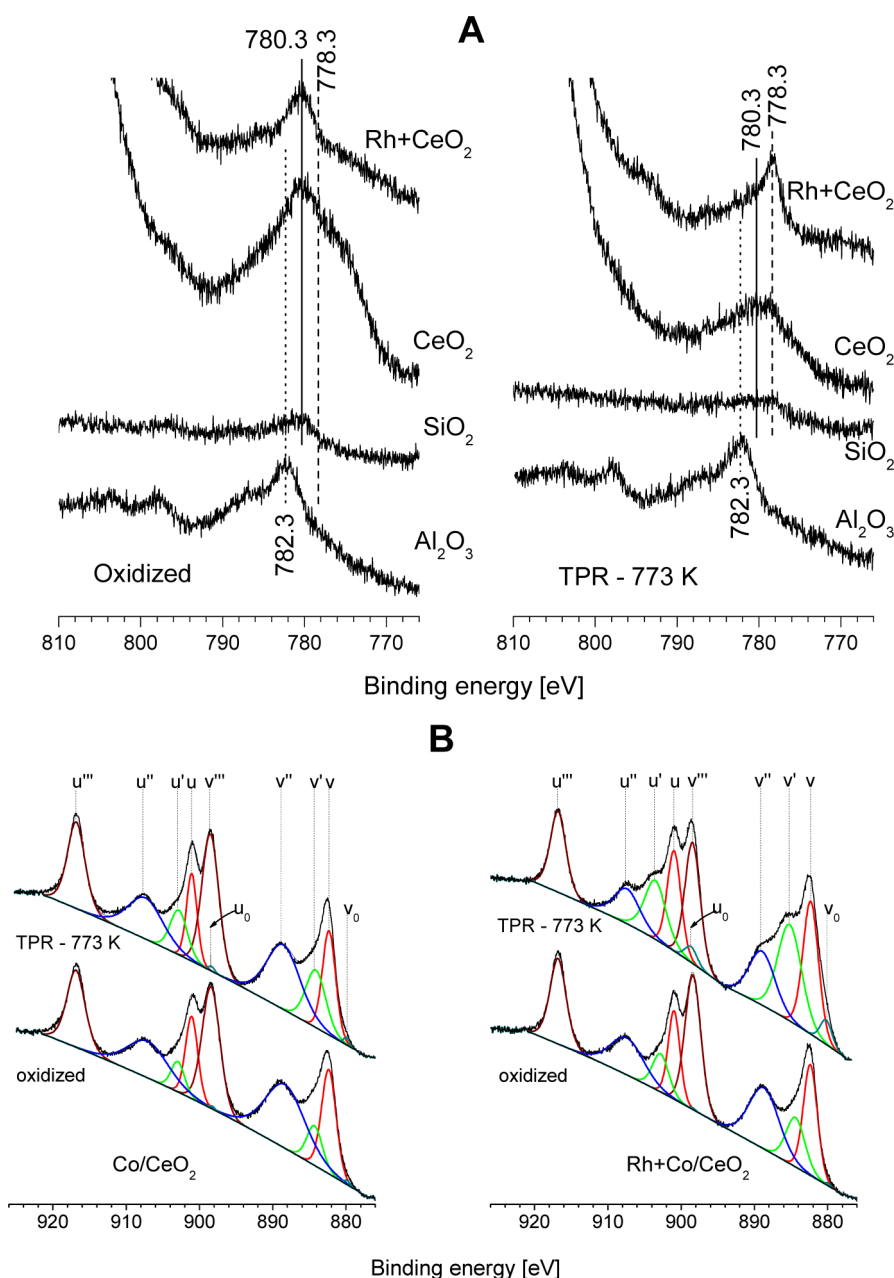 A
780.3
778.3
Rh+CeO₂
CeO₂
SiO₂
Al₂O₃
782.3
Oxidized
810 800 790 780 770
780.3
778.3
Rh+CeO₂
CeO₂
SiO₂
Al₂O₃
782.3
TPR - 773 K
810 800 790 780 770
Binding energy [eV]
B
u''' u'' u' u v''' v'' v' v
u₀
v₀
TPR - 773 K
oxidized
Co/CeO₂
920 910 900 890 880
u''' u'' u' u v''' v'' v' v
u₀
v₀
TPR - 773 K
oxidized
Rh+Co/CeO₂
920 910 900 890 880
Binding energy [eV]